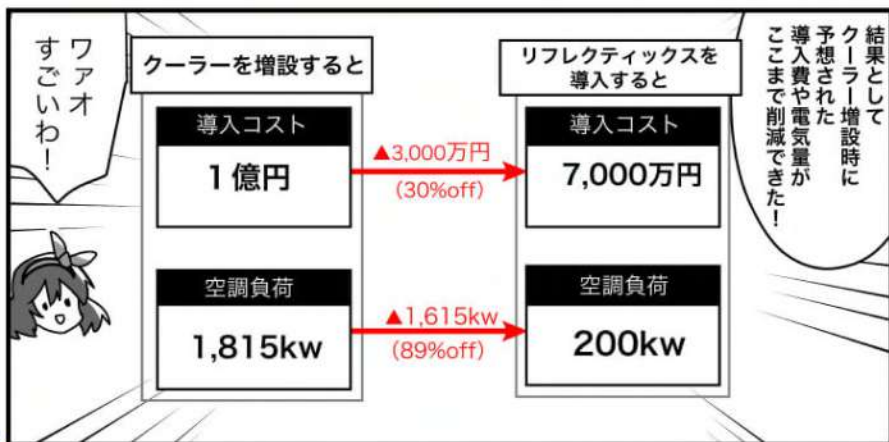 結果として
クーラー増設時に
予想された
導入費や電気量が
ここまで削減できた!
リフレクティックスを
導入すると
導入コスト
7,000万円
空調負荷
200kw
▲3,000万円
(30%off)
▲1,615kw
(89%off)
クーラーを増設すると
導入コスト
1億円
空調負荷
1,815kw
ワァオ
すごいわ!